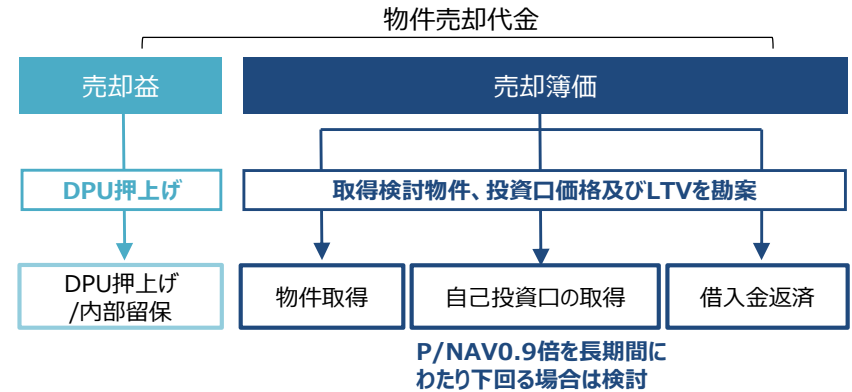 物件売却代金
売却益
売却簿価
DPU押上げ
取得検討物件、投資口価格及びLTVを勘案
DPU押上げ
/内部留保
物件取得
自己投資口の取得
借入金返済
P/NAV0.9倍を長期間に
わたり下回る場合は検討